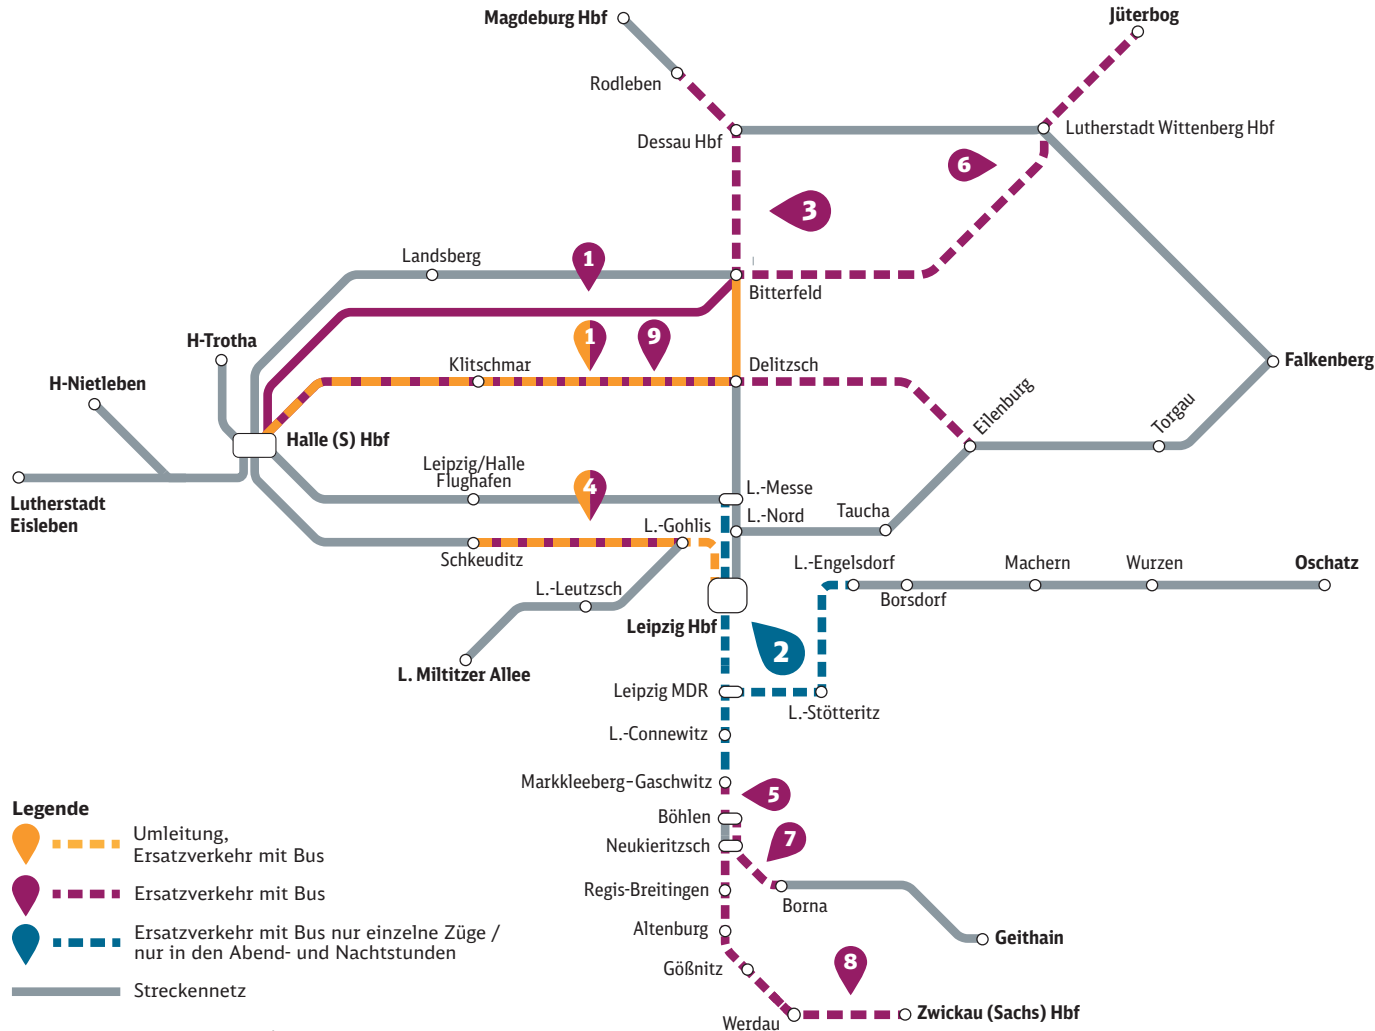 Magdeburg Hbf
Jüterbog
Rodleben
Dessau Hbf
Lutherstadt Wittenberg Hbf
6
3
Landsberg
1
Bitterfeld
H-Trotha
1
9
Klitschmar
Delitzsch
Falkenberg
H-Nietleben
Eilenburg
Torgau
Halle (S) Hbf
Leipzig/Halle
Flughafen
4
L.-Messe
Lutherstadt
Eisleben
L.-Gohlis
L.-Nord
Taucha
Schkeuditz
L.-Engelsdorf
Machern
Wurzen
Oschatz
L.-Leutzsch
Borsdorf
Leipzig Hbf
2
L. Miltitzer Allee
Leipzig MDR
L.-Stötteritz
L.-Connewitz
Markkleeberg-Gaschwitz
5
Böhlen
7
Neukieritzsch
Regis-Breitingen
Borna
Altenburg
Geithain
Gößnitz
8
Werdau
Zwickau (Sachs) Hbf
Legende
Umleitung,
Ersatzverkehr mit Bus
Ersatzverkehr mit Bus
Ersatzverkehr mit Bus nur einzelne Züge /
nur in den Abend- und Nachtstunden
Streckennetz